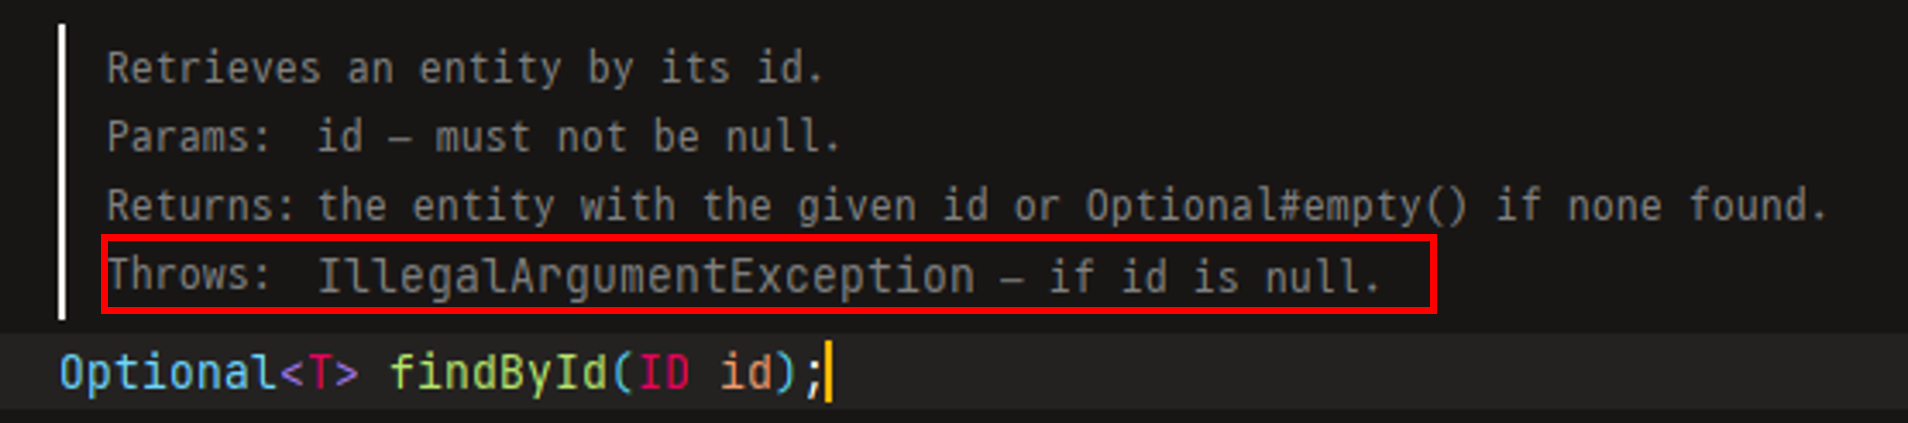 Retrieves an entity by its id.
Params: id – must not be null.
Returns: the entity with the given id or Optional#empty() if none found.
Throws: IllegalArgumentException – if id is null.
Optional<T> findById(ID id);